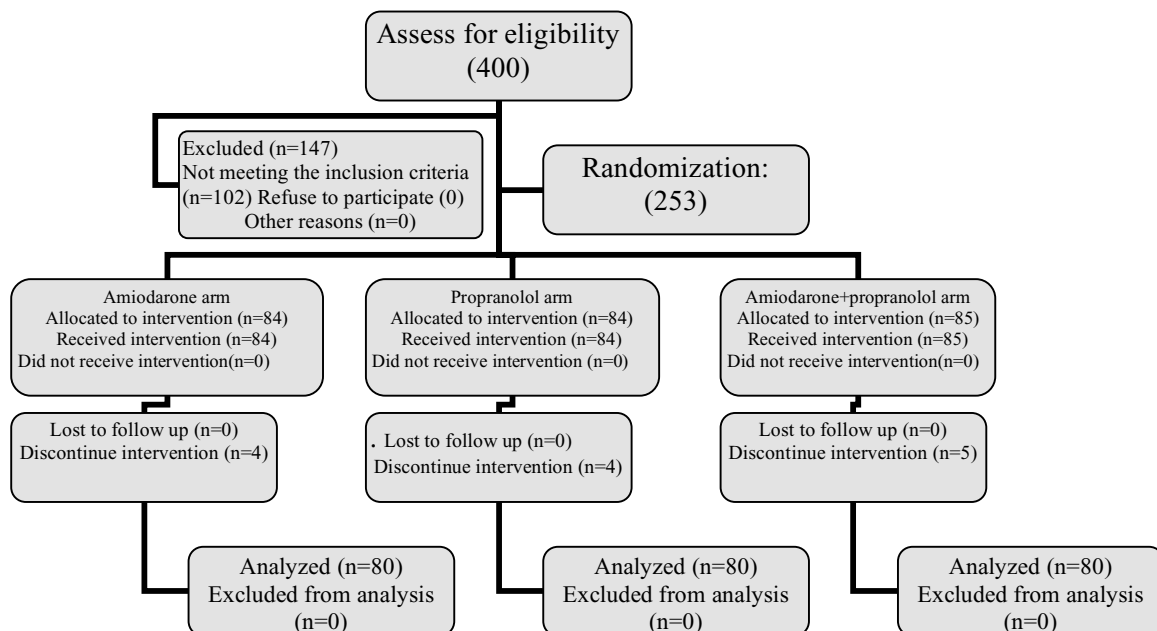 Assess for eligibility
(400)
Excluded (n=147)
Not meeting the inclusion criteria
(n=102) Refuse to participate (0)
Other reasons (n=0)
Randomization:
(253)
Amiodarone arm
Allocated to intervention (n=84)
Received intervention (n=84)
Did not receive intervention(n=0)
Propranolol arm
Allocated to intervention (n=84)
Received intervention (n=84)
Did not receive intervention (n=0)
Amiodarone+propranolol arm
Allocated to intervention (n=85)
Received intervention (n=85)
Did not receive intervention(n=0)
Lost to follow up (n=0)
Discontinue intervention (n=4)
. Lost to follow up (n=0)
Discontinue intervention (n=4)
Lost to follow up (n=0)
Discontinue intervention (n=5)
Analyzed (n=80)
Excluded from analysis
(n=0)
Analyzed (n=80)
Excluded from analysis
(n=0)
Analyzed (n=80)
Excluded from analysis
(n=0)